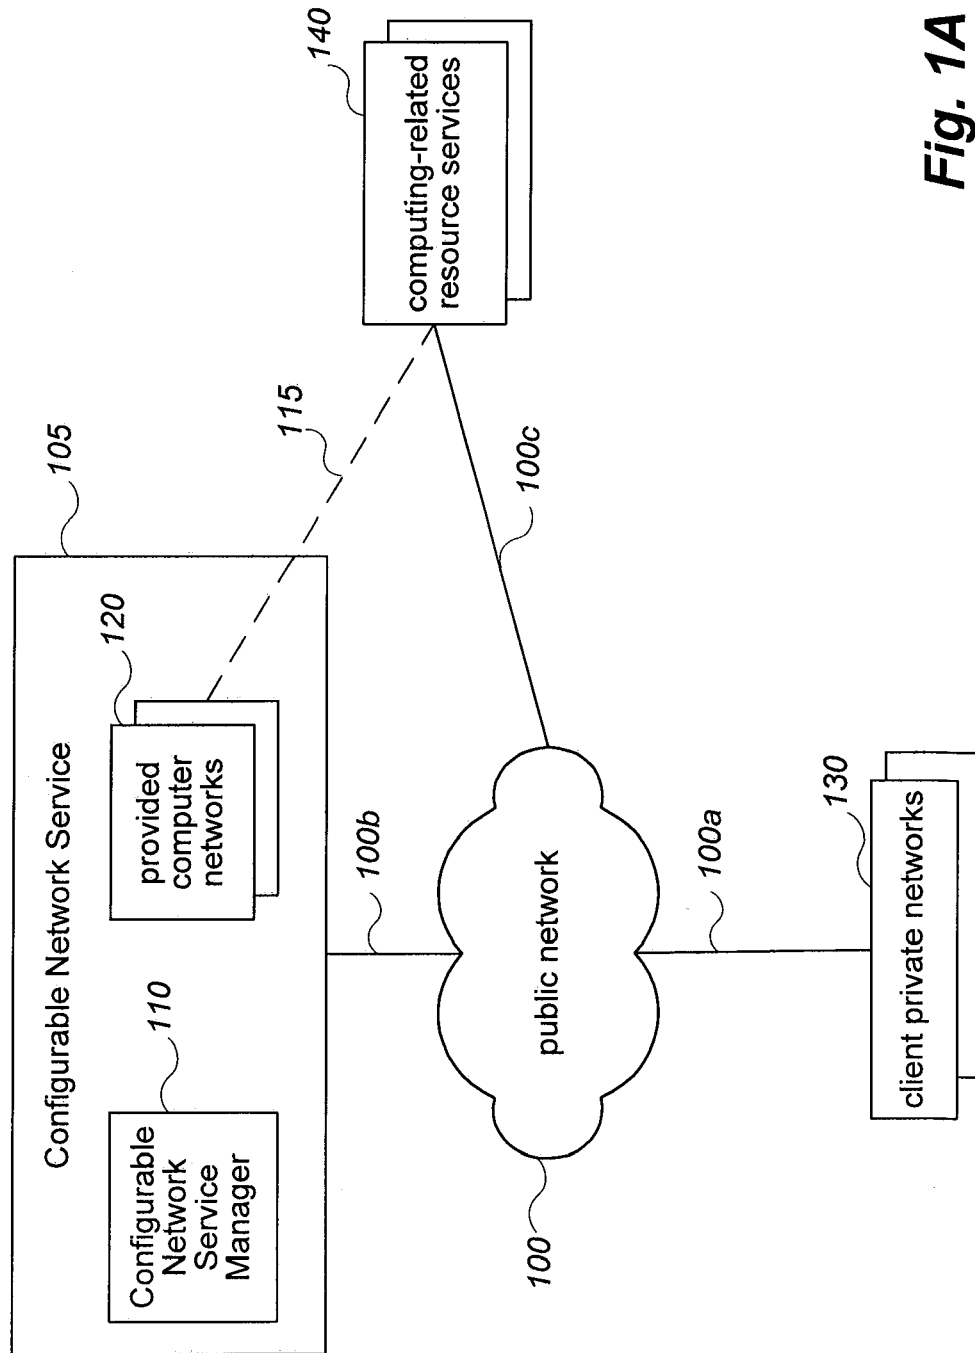 Configurable Network Service
105
Configurable
Network
Service
Manager
110
provided
computer
networks
120
115
140
computing-related
resource services
100b
100c
public network
100
100a
130
client private networks
Fig. 1A